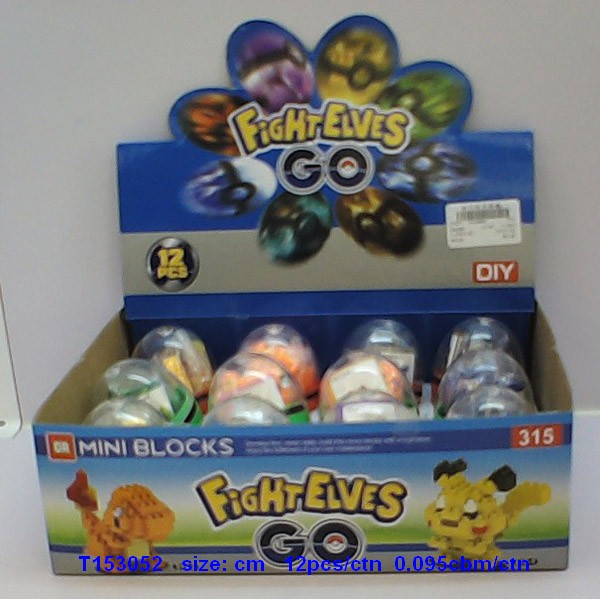 FIGHT ELVES
GO
12
PCS
DIY
MINI BLOCKS
315
FIGHT ELVES
GO
T153052 size: cm 12pcs/ctn 0.095cbm/ctn